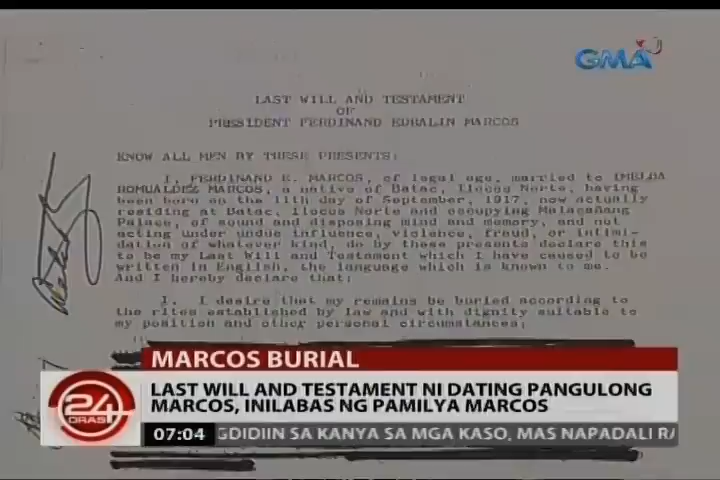 GMA
LAST WILL AND TESTAMENT
OF
PRESIDENT FERDINAND EDRALIN MARCOS
KNOW ALL MEN BY THESE PRESENTS:
I, FERDINAND E. MARCOS, of legal age, married to IMELDA
ROMUALDEZ MARCOS, a native of Batac, Ilocos Norte, having
been born on the 11th day of September, 1917, now actually
residing at Batac, Ilocos Norte and occupying Malacañang
Palace, of sound and disposing mind and memory, and not
acting under undue influence, violence, fraud, or intimi-
dation of whatever kind, do by these presents declare this
to be my Last Will and Testament which I have caused to be
written in English, the language which is known to me.
And I hereby declare that:
1. I desire that my remains be buried according to
the rites established by law and with dignity suitable to
my position and other personal circumstances;
MARCOS BURIAL
24 ORAS
LAST WILL AND TESTAMENT NI DATING PANGULONG
MARCOS, INILABAS NG PAMILYA MARCOS
07:04 GDIDIIN SA KANYA SA MGA KASO, MAS NAPADALI